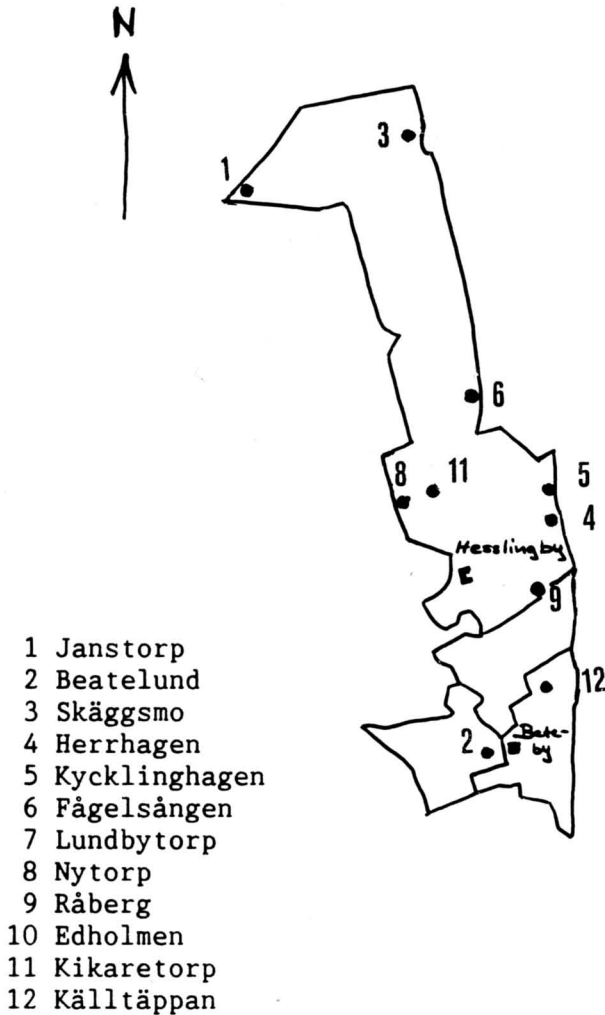 N
3
1
6
8
11
5
4
Hesslingby
9
12
2
Bate-
by
1 Janstorp
2 Beatelund
3 Skäggsmo
4 Herrhagen
5 Kycklinghagen
6 Fågelsången
7 Lundbytorp
8 Nytorp
9 Råberg
10 Edholmen
11 Kikaretorp
12 Källtäppan